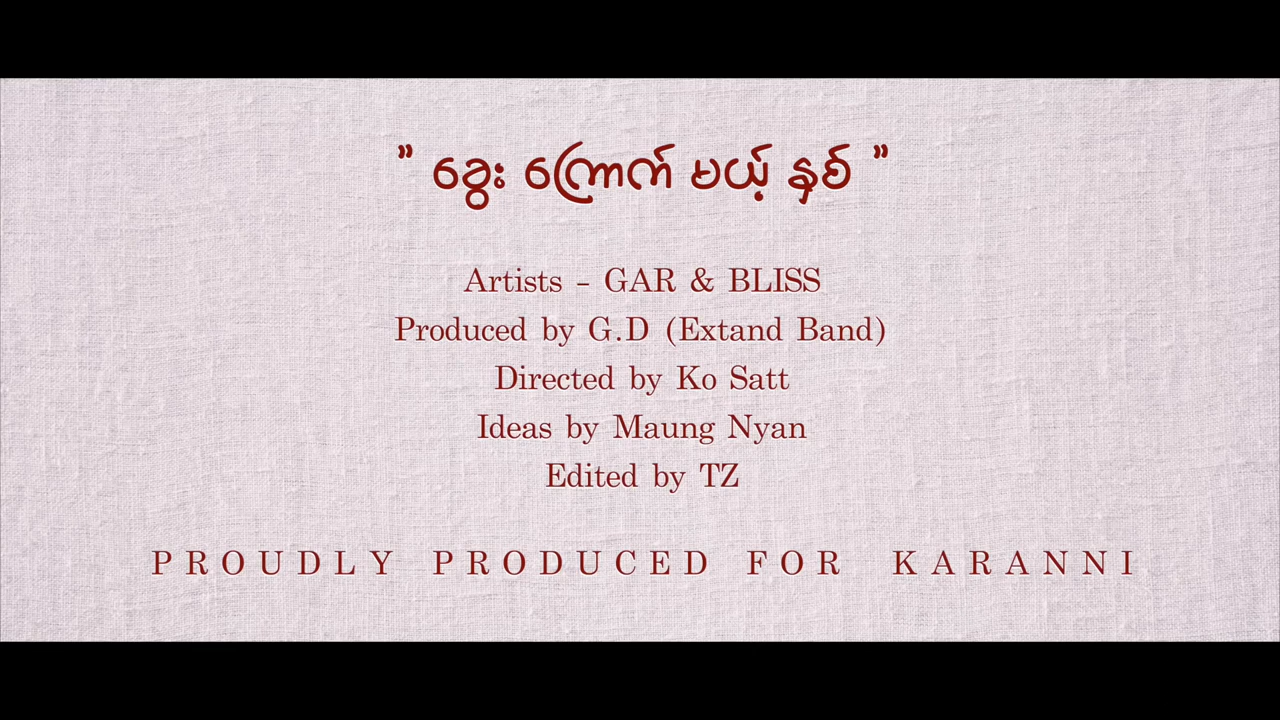 ” ခွေး ကြောက် မယ့် နှစ် ”
Artists - GAR & BLISS
Produced by G.D (Extand Band)
Directed by Ko Satt
Ideas by Maung Nyan
Edited by TZ
PROUDLY PRODUCED FOR KARANNI